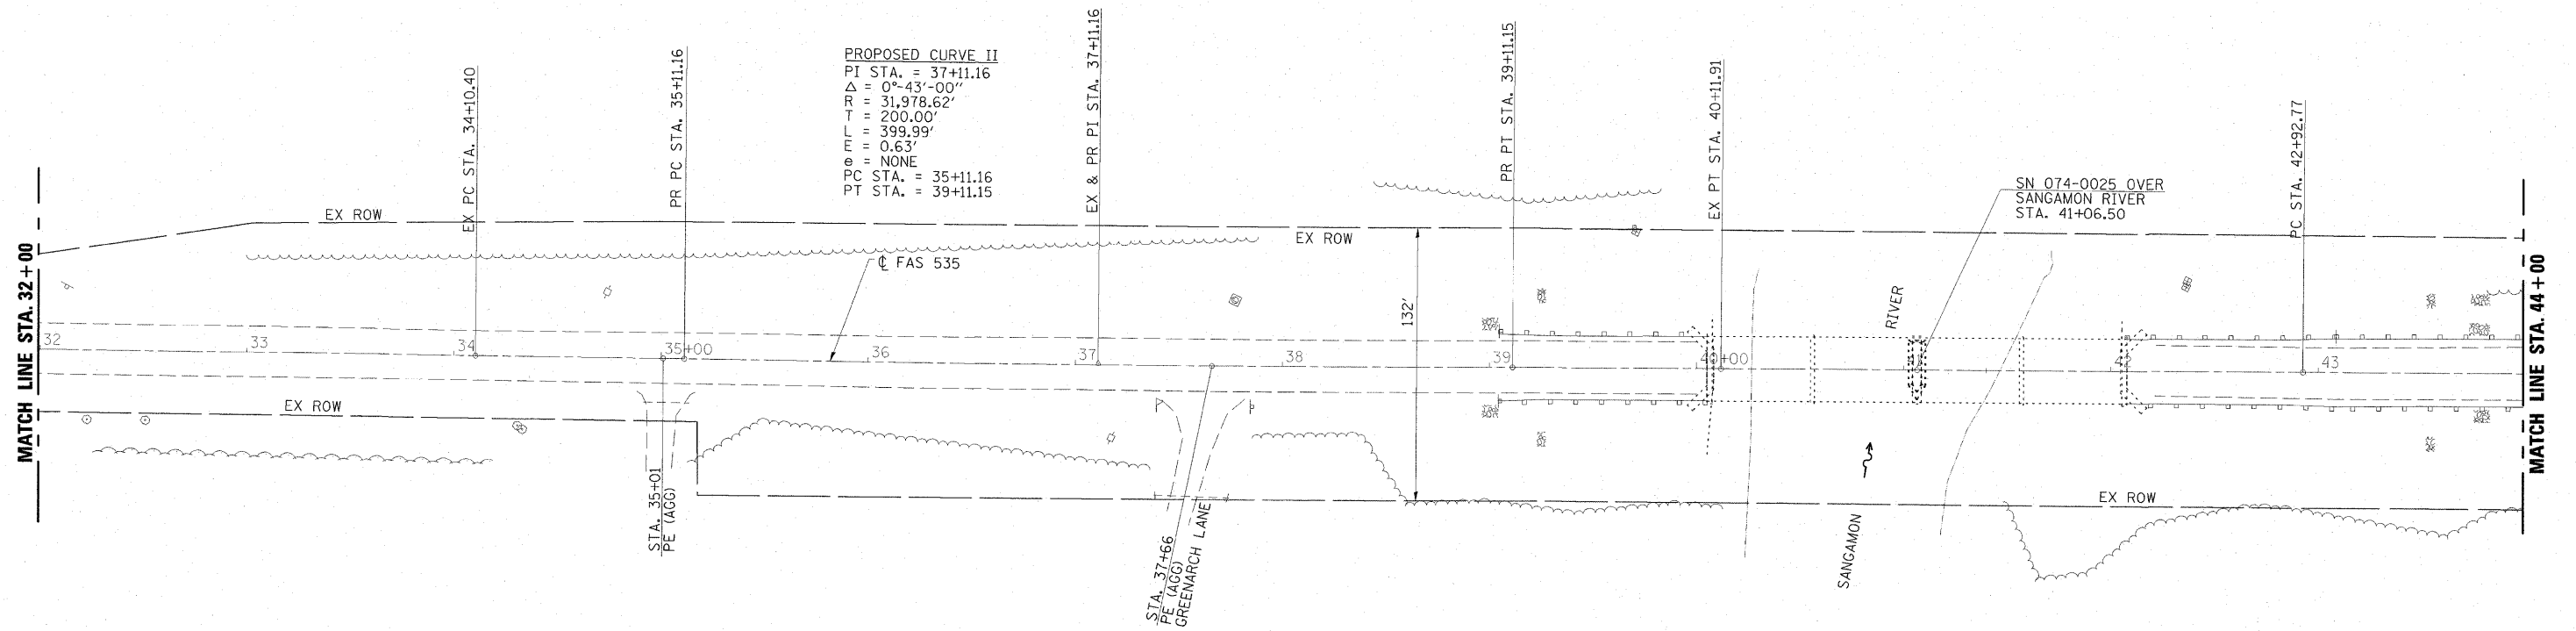 MATCH LINE STA. 32+00
EX ROW
EX PC STA. 34+10.40
PR PC STA. 35+11.16
PROPOSED CURVE II
PI STA. = 37+11.16
Δ = 0°-43'-00"
R = 31,978.62'
T = 200.00'
L = 399.99'
E = 0.63'
e = NONE
PC STA. = 35+11.16
PT STA. = 39+11.15
EX & PR PI STA. 37+11.16
℄ FAS 535
EX ROW
132'
PR PT STA. 39+11.15
EX PT STA. 40+11.91
SN 074-0025 OVER
SANGAMON RIVER
STA. 41+06.50
PC STA. 42+92.77
32
33
34
35+00
36
37
38
39
40+00
42
43
RIVER
SANGAMON
EX ROW
STA. 35+01
PE (AGG)
STA. 37+66
PE (AGG)
GREENARCH LANE
EX ROW
MATCH LINE STA. 44+00